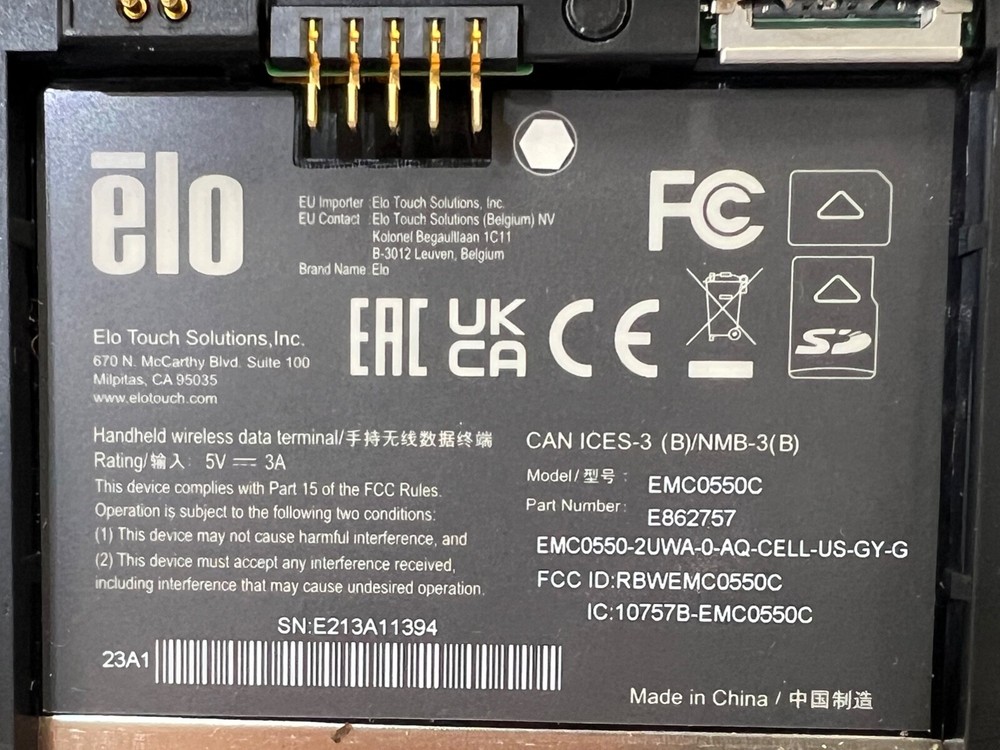 ēlo
EU Importer :Elo Touch Solutions, Inc.
EU Contact :Elo Touch Solutions (Belgium) NV
Kolonel Begaultlaan 1C11
B-3012 Leuven, Belgium
Brand Name :Elo
FC
EAC UK CA CE
SD
Elo Touch Solutions,Inc.
670 N. McCarthy Blvd. Suite 100
Milpitas, CA 95035
www.elotouch.com
Handheld wireless data terminal/手持无线数据终端
Rating/输入: 5V ⎓ 3A
This device complies with Part 15 of the FCC Rules.
Operation is subject to the following two conditions:
(1) This device may not cause harmful interference, and
(2) This device must accept any interference received,
including interference that may cause undesired operation.
CAN ICES-3 (B)/NMB-3(B)
Model/型号: EMC0550C
Part Number: E862757
EMC0550-2UWA-0-AQ-CELL-US-GY-G
FCC ID:RBWEMC0550C
IC:10757B-EMC0550C
SN:E213A11394
23A1
Made in China / 中国制造